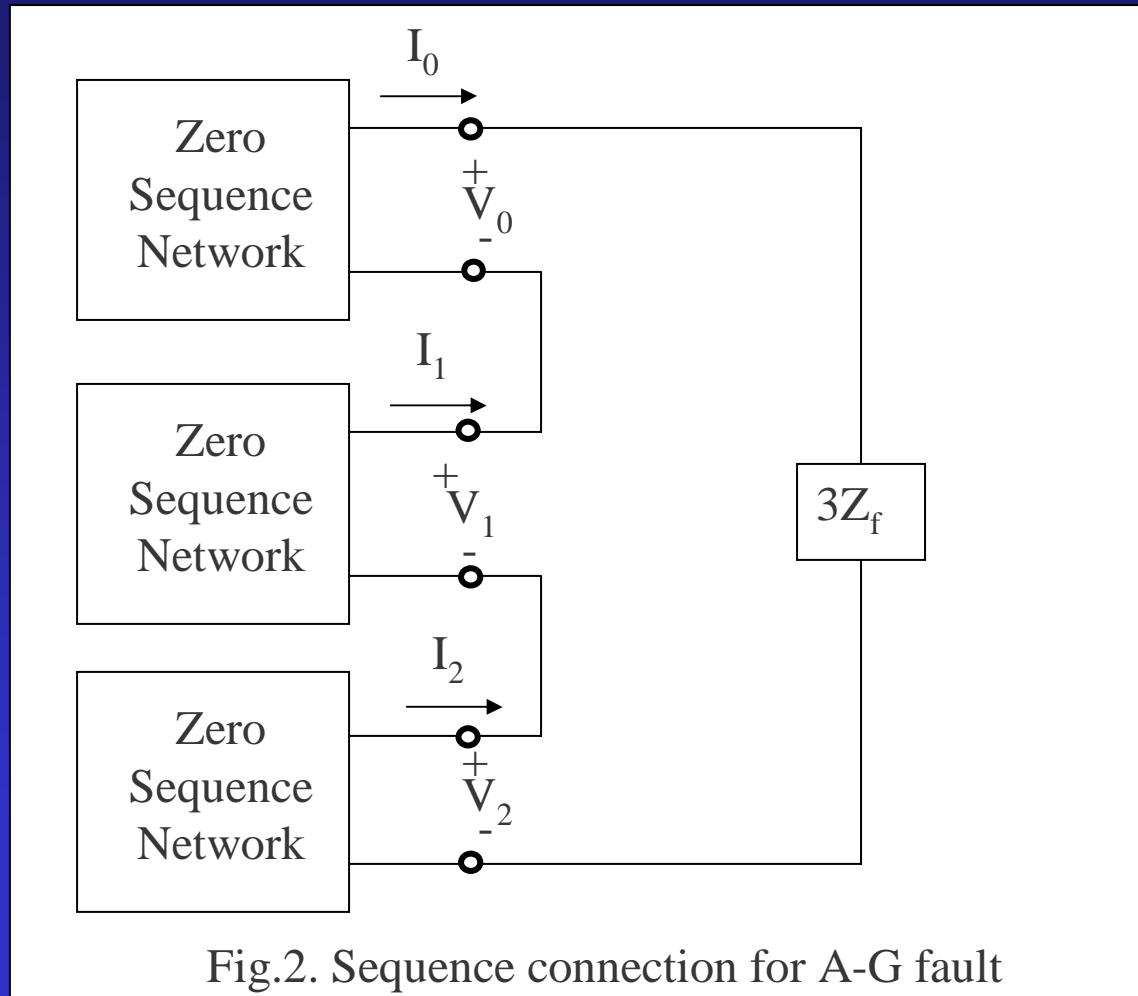 I0
Zero
Sequence
Network
+
V0
-
I1
Zero
Sequence
Network
+
V1
-
3Zf
I2
Zero
Sequence
Network
+
V2
-
Fig.2. Sequence connection for A-G fault